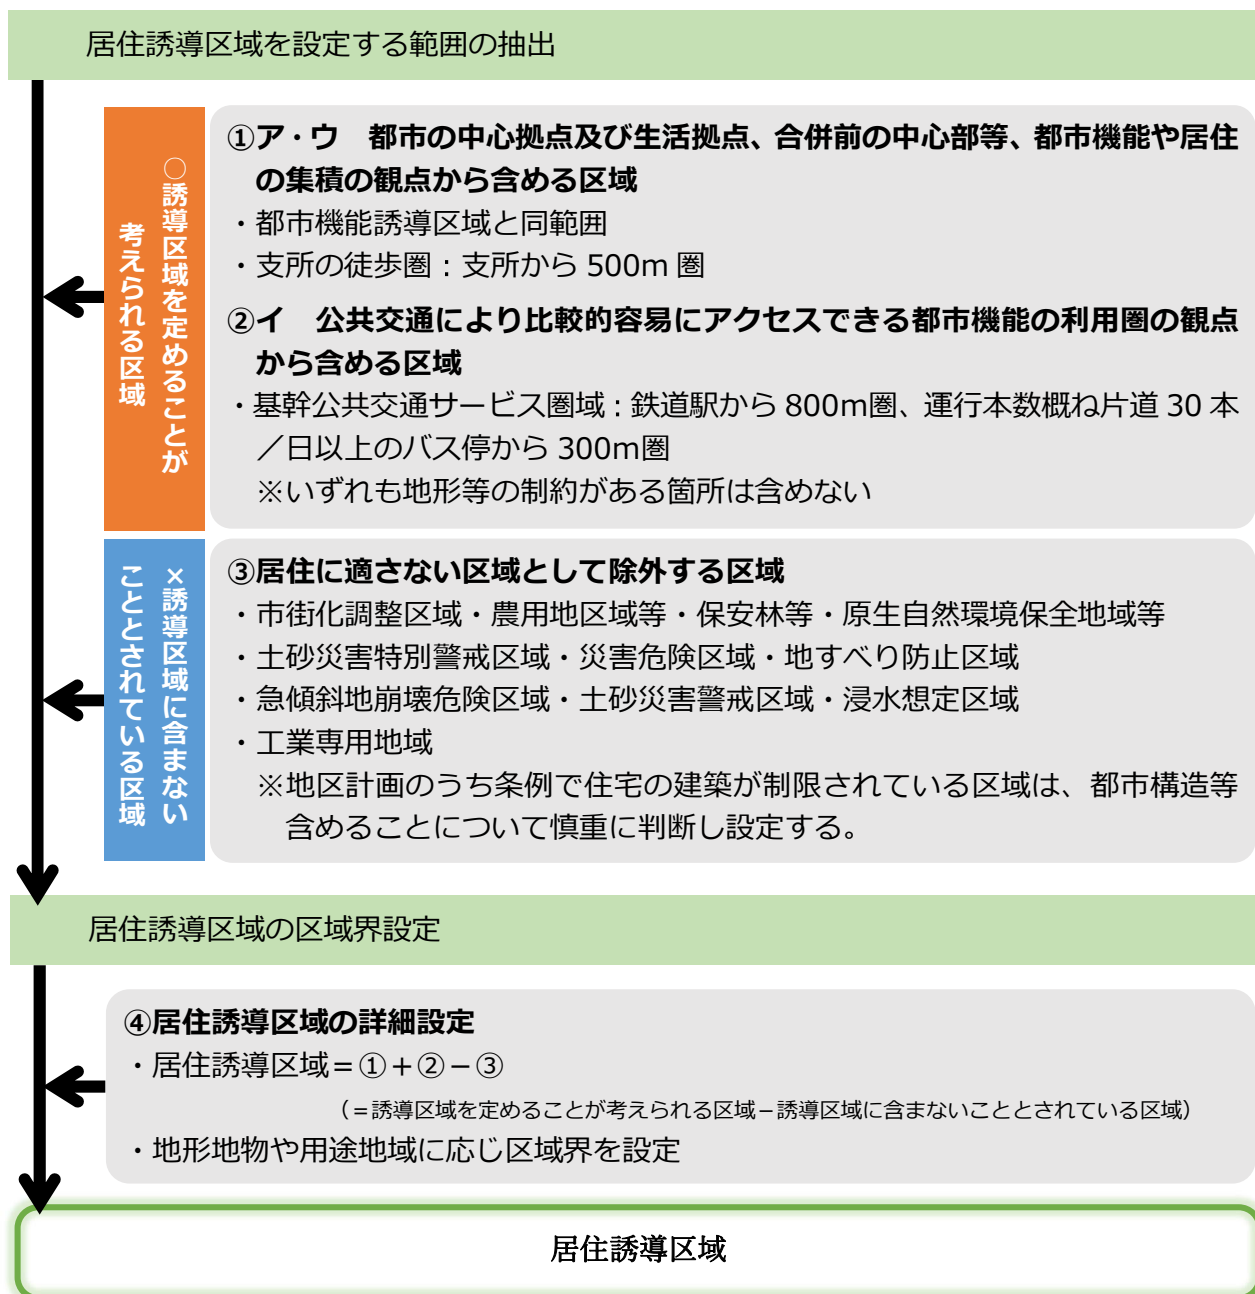 居住誘導区域を設定する範囲の抽出
○誘導区域を定めることが
考えられる区域
①ア・ウ　都市の中心拠点及び生活拠点、合併前の中心部等、都市機能や居住
の集積の観点から含める区域
・都市機能誘導区域と同範囲
・支所の徒歩圏：支所から 500m 圏
②イ　公共交通により比較的容易にアクセスできる都市機能の利用圏の観点
から含める区域
・基幹公共交通サービス圏域：鉄道駅から 800m圏、運行本数概ね片道 30 本
／日以上のバス停から 300m圏
※いずれも地形等の制約がある箇所は含めない
×誘導区域に含まない
こととされている区域
③居住に適さない区域として除外する区域
・市街化調整区域・農用地区域等・保安林等・原生自然環境保全地域等
・土砂災害特別警戒区域・災害危険区域・地すべり防止区域
・急傾斜地崩壊危険区域・土砂災害警戒区域・浸水想定区域
・工業専用地域
※地区計画のうち条例で住宅の建築が制限されている区域は、都市構造等
含めることについて慎重に判断し設定する。
居住誘導区域の区域界設定
④居住誘導区域の詳細設定
・居住誘導区域＝①＋②－③
（＝誘導区域を定めることが考えられる区域－誘導区域に含まないこととされている区域）
・地形地物や用途地域に応じ区域界を設定
居住誘導区域